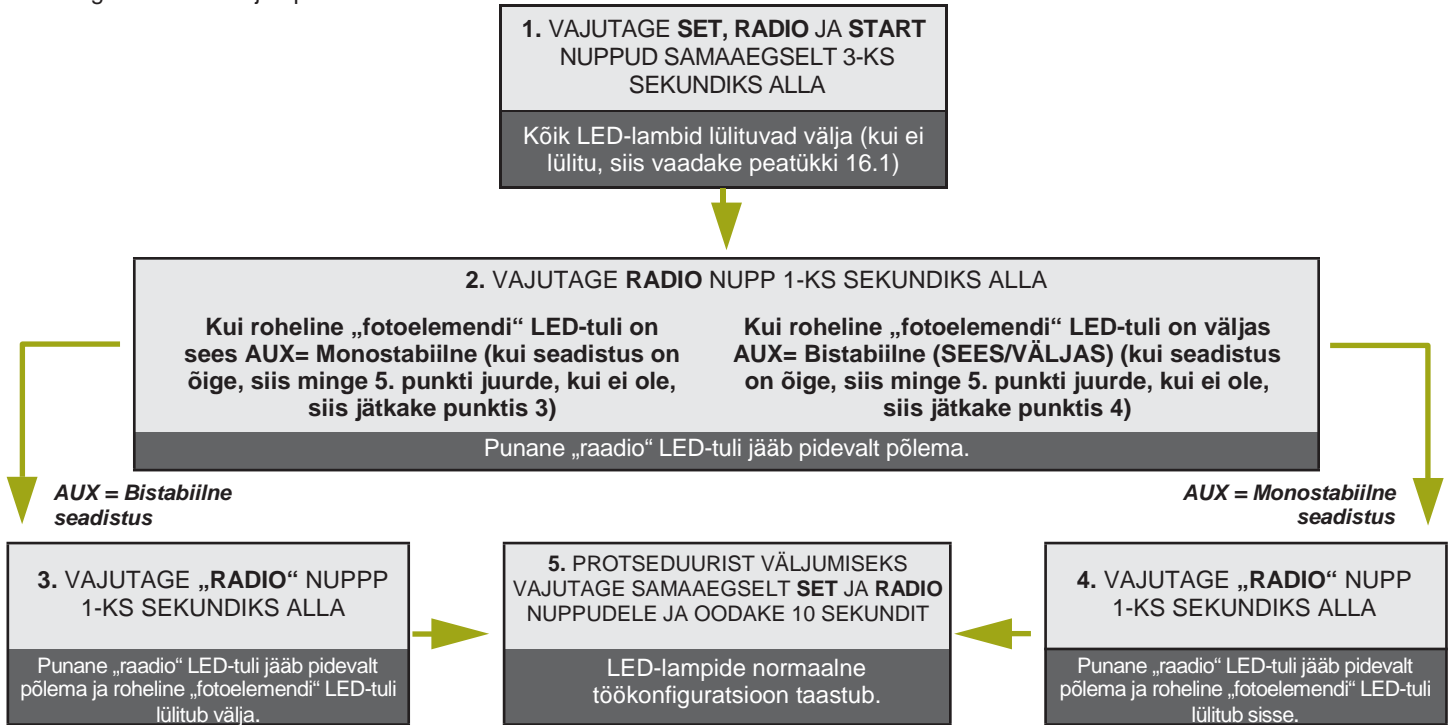 1. VAJUTAGE SET, RADIO JA START
NUPPUD SAMAAEGSELT 3-KS
SEKUNDIKS ALLA
Kõik LED-lambid lülituvad välja (kui ei
lülitu, siis vaadake peatükki 16.1)
2. VAJUTAGE RADIO NUPP 1-KS SEKUNDIKS ALLA
Kui roheline „fotoelemendi“ LED-tuli on
sees AUX= Monostabiilne (kui seadistus on
õige, siis minge 5. punkti juurde, kui ei ole,
siis jätkake punktis 3)
Kui roheline „fotoelemendi“ LED-tuli on väljas
AUX= Bistabiilne (SEES/VÄLJAS) (kui seadistus
on õige, siis minge 5. punkti juurde, kui ei ole,
siis jätkake punktis 4)
Punane „raadio“ LED-tuli jääb pidevalt põlema.
AUX = Bistabiilne
seadistus
AUX = Monostabiilne
seadistus
3. VAJUTAGE „RADIO“ NUPPP
1-KS SEKUNDIKS ALLA
Punane „raadio“ LED-tuli jääb pidevalt
põlema ja roheline „fotoelemendi“ LED-tuli
lülitub välja.
5. PROTSEDUURIST VÄLJUMISEKS
VAJUTAGE SAMAAEGSELT SET JA RADIO
NUPPUDELE JA OODAKE 10 SEKUNDIT
LED-lampide normaalne
töökonfiguratsioon taastub.
4. VAJUTAGE „RADIO“ NUPP
1-KS SEKUNDIKS ALLA
Punane „raadio“ LED-tuli jääb pidevalt
põlema ja roheline „fotoelemendi“ LED-tuli
lülitub sisse.